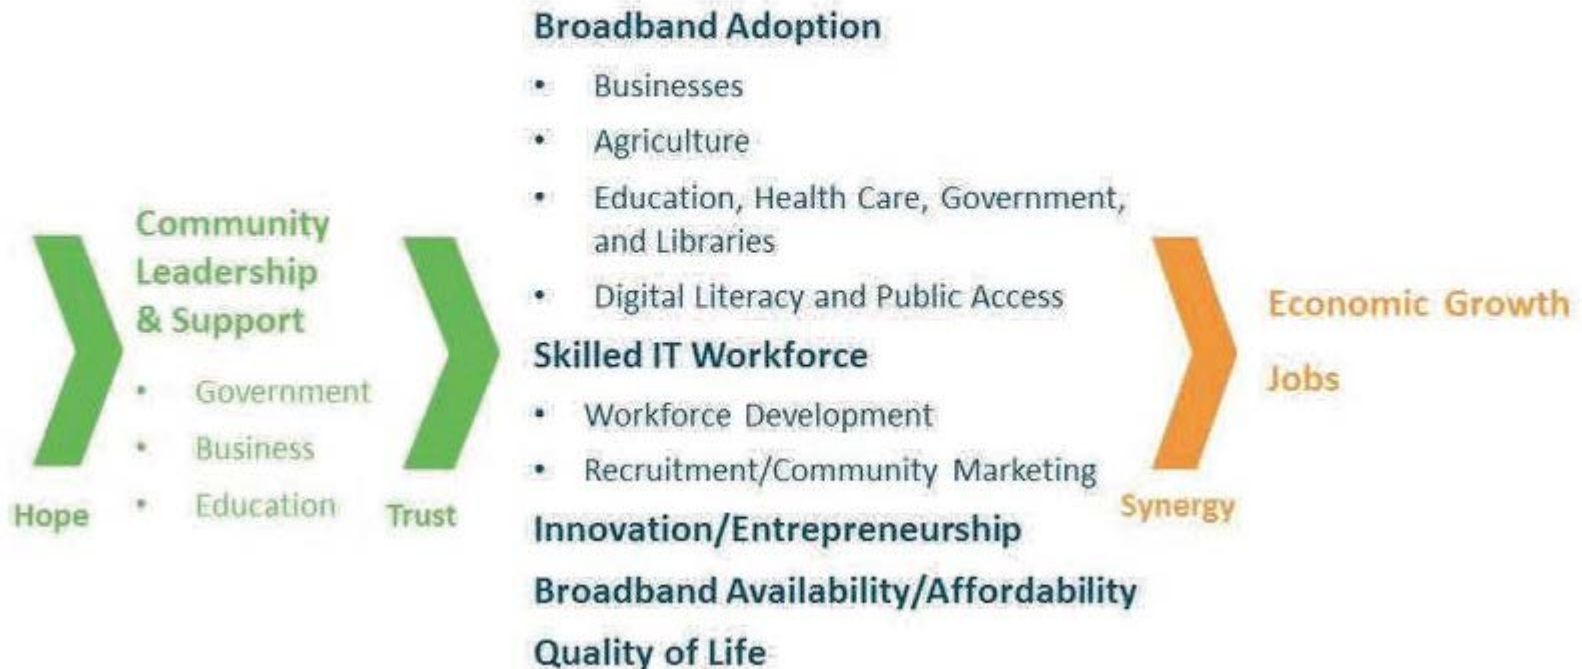 Hope
Community
Leadership
& Support
• Government
• Business
• Education
Trust
Broadband Adoption
• Businesses
• Agriculture
• Education, Health Care, Government,
and Libraries
• Digital Literacy and Public Access
Skilled IT Workforce
• Workforce Development
• Recruitment/Community Marketing
Innovation/Entrepreneurship
Broadband Availability/Affordability
Quality of Life
Synergy
Economic Growth
Jobs